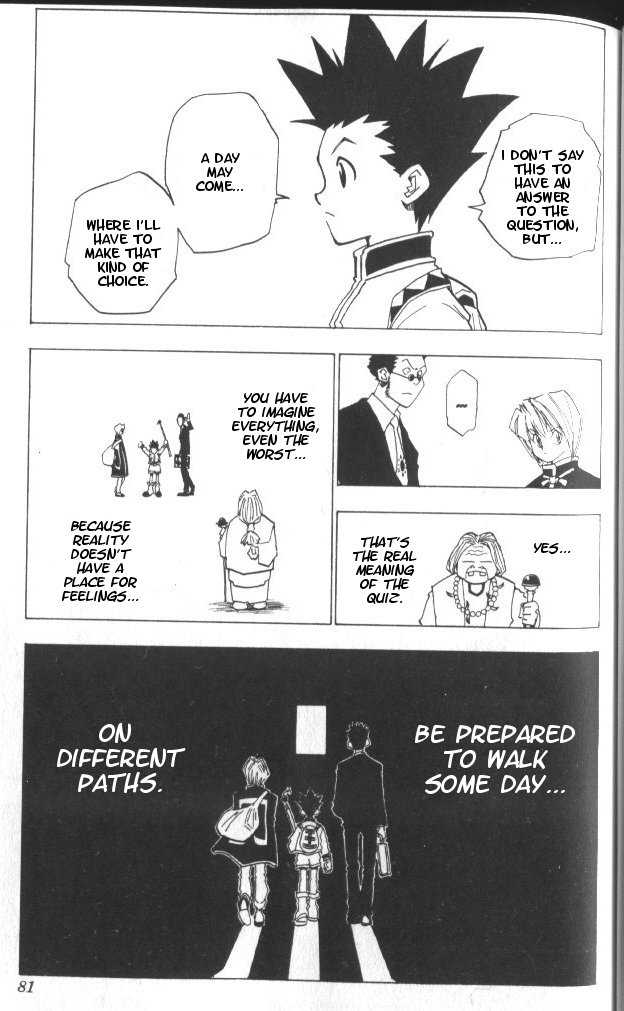 I DON'T SAY
THIS TO
HAVE AN
ANSWER
TO THE
QUESTION,
BUT...
A DAY
MAY
COME...
WHERE I'LL
HAVE TO
MAKE THAT
KIND OF
CHOICE.
...
YES...
THAT'S
THE REAL
MEANING
OF THE
QUIZ.
YOU HAVE
TO IMAGINE
EVERYTHING,
EVEN THE
WORST...
BECAUSE
REALITY
DOESN'T
HAVE A
PLACE FOR
FEELINGS...
BE PREPARED
TO WALK
SOME DAY...
ON
DIFFERENT
PATHS.
81